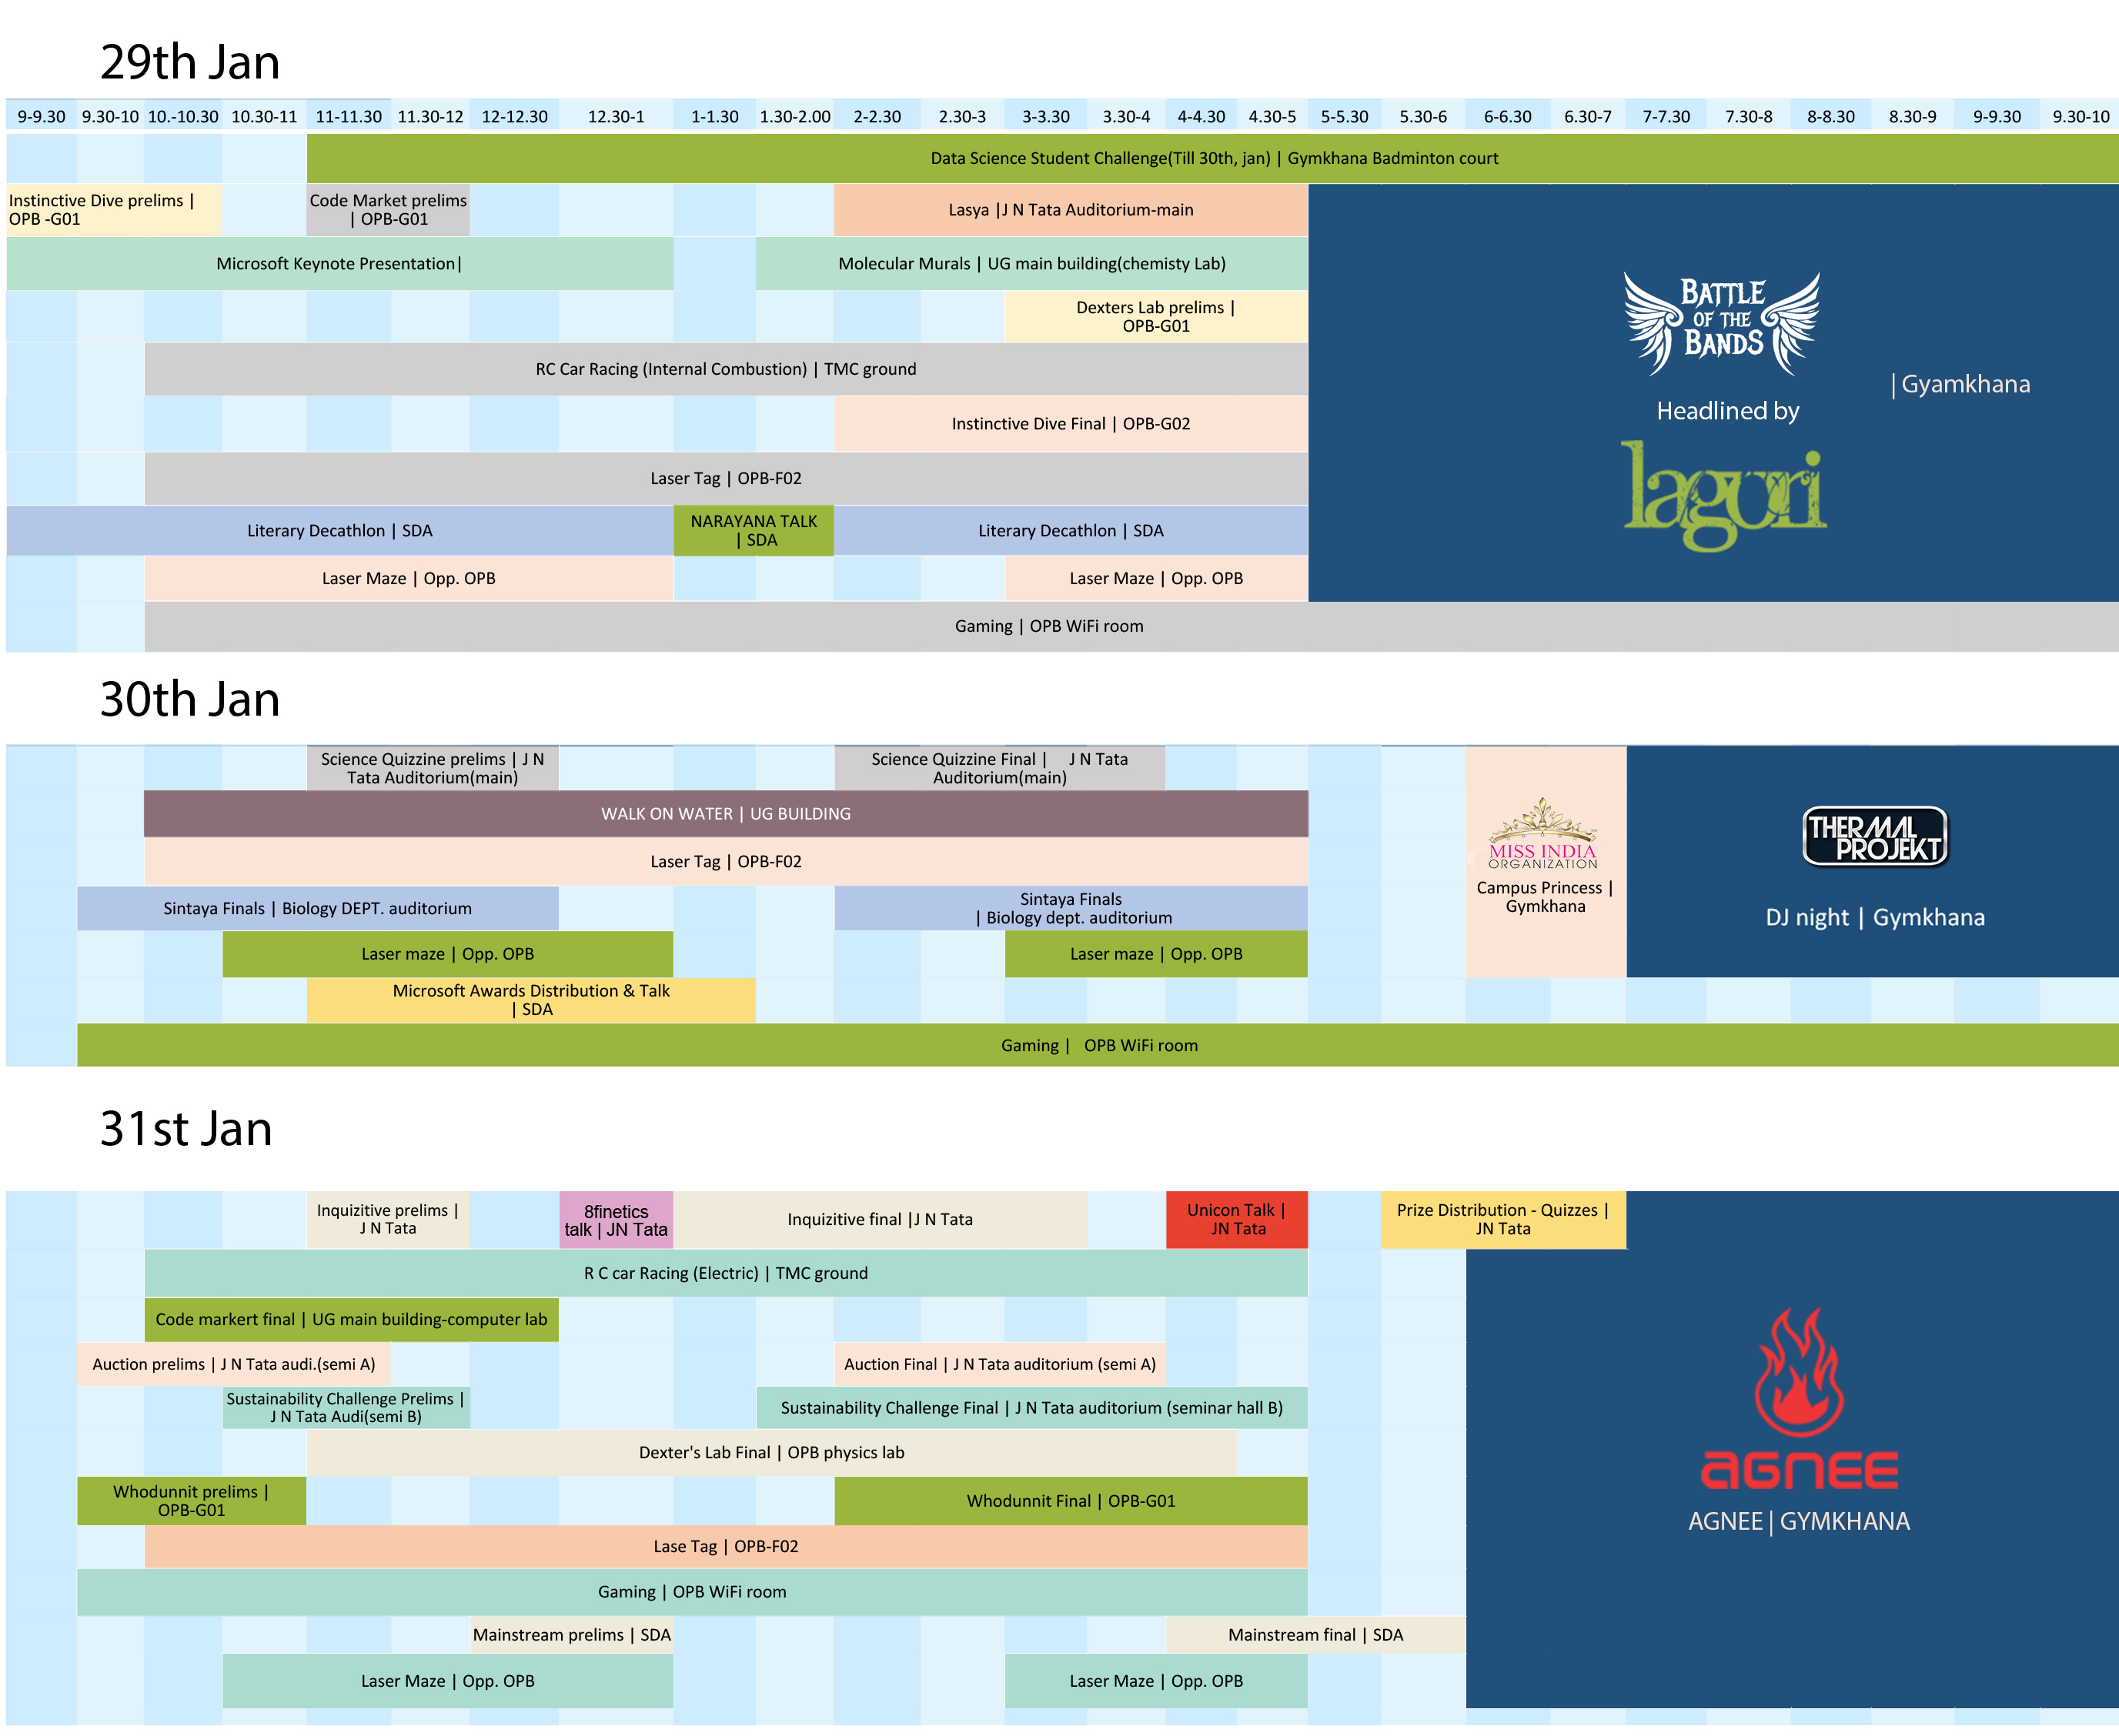 29th Jan
9-9.30 9.30-10 10.-10.30 10.30-11 11-11.30 11.30-12 12-12.30 12.30-1 1-1.30 1.30-2.00 2-2.30 2.30-3 3-3.30 3.30-4 4-4.30 4.30-5 5-5.30 5.30-6 6-6.30 6.30-7 7-7.30 7.30-8 8-8.30 8.30-9 9-9.30 9.30-10
Data Science Student Challenge(Till 30th, jan) | Gymkhana Badminton court
Instinctive Dive prelims |
OPB -G01
Code Market prelims
| OPB-G01
Lasya |J N Tata Auditorium-main
Microsoft Keynote Presentation|
Molecular Murals | UG main building(chemisty Lab)
Dexters Lab prelims |
OPB-G01
RC Car Racing (Internal Combustion) | TMC ground
Instinctive Dive Final | OPB-G02
Laser Tag | OPB-F02
Literary Decathlon | SDA
NARAYANA TALK
| SDA
Literary Decathlon | SDA
Laser Maze | Opp. OPB
Laser Maze | Opp. OPB
Gaming | OPB WiFi room
BATTLE
OF THE
BANDS
| Gyamkhana
Headlined by
lagori
30th Jan
Science Quizzine prelims | J N
Tata Auditorium(main)
Science Quizzine Final | J N Tata
Auditorium(main)
WALK ON WATER | UG BUILDING
Laser Tag | OPB-F02
Sintaya Finals | Biology DEPT. auditorium
Sintaya Finals
| Biology dept. auditorium
Laser maze | Opp. OPB
Laser maze | Opp. OPB
Microsoft Awards Distribution & Talk
| SDA
Gaming | OPB WiFi room
MISS INDIA
ORGANIZATION
Campus Princess |
Gymkhana
THERMAL
PROJEKT
DJ night | Gymkhana
31st Jan
Inquizitive prelims |
J N Tata
8finetics
talk | JN Tata
Inquizitive final |J N Tata
Unicon Talk |
JN Tata
Prize Distribution - Quizzes |
JN Tata
R C car Racing (Electric) | TMC ground
Code markert final | UG main building-computer lab
Auction prelims | J N Tata audi.(semi A)
Auction Final | J N Tata auditorium (semi A)
Sustainability Challenge Prelims |
J N Tata Audi(semi B)
Sustainability Challenge Final | J N Tata auditorium (seminar hall B)
Dexter's Lab Final | OPB physics lab
Whodunnit prelims |
OPB-G01
Whodunnit Final | OPB-G01
Lase Tag | OPB-F02
Gaming | OPB WiFi room
Mainstream prelims | SDA
Mainstream final | SDA
Laser Maze | Opp. OPB
Laser Maze | Opp. OPB
AGNEE
AGNEE | GYMKHANA